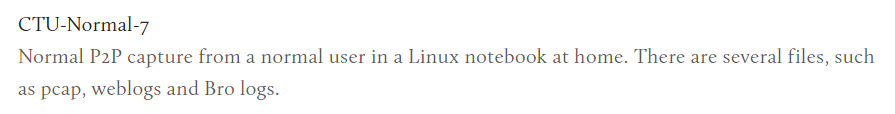 CTU-Normal-7
Normal P2P capture from a normal user in a Linux notebook at home. There are several files, such
as pcap, weblogs and Bro logs.